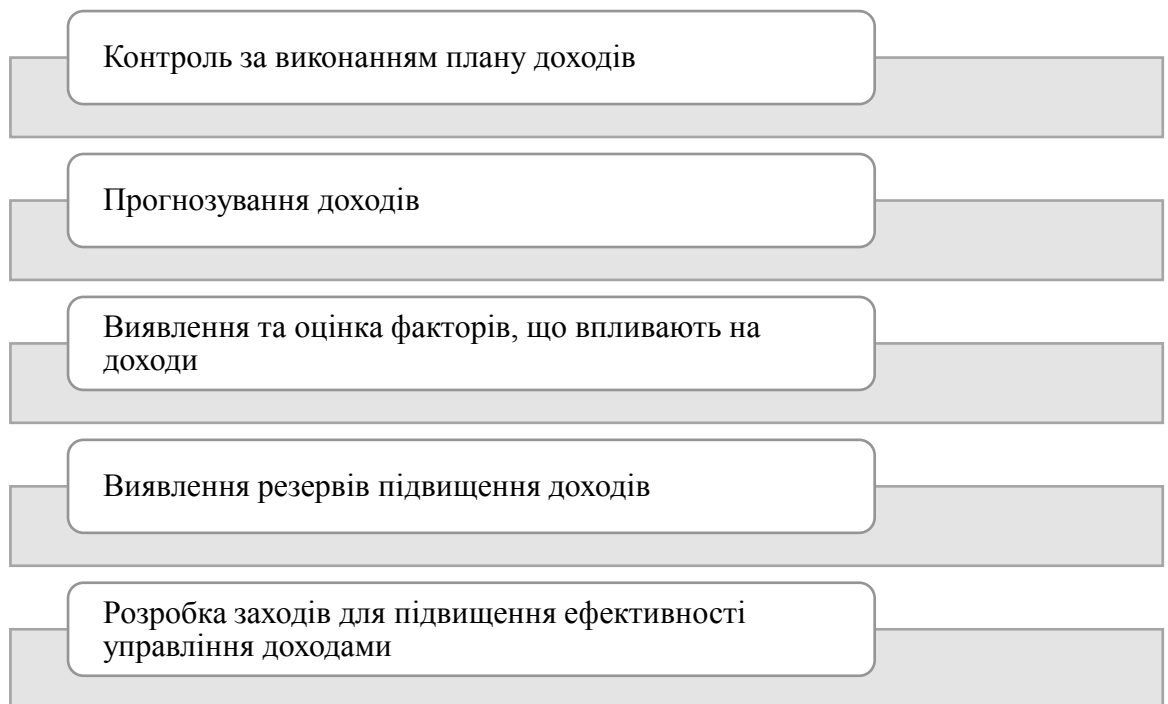 Контроль за виконанням плану доходів
Прогнозування доходів
Виявлення та оцінка факторів, що впливають на
доходи
Виявлення резервів підвищення доходів
Розробка заходів для підвищення ефективності
управління доходами